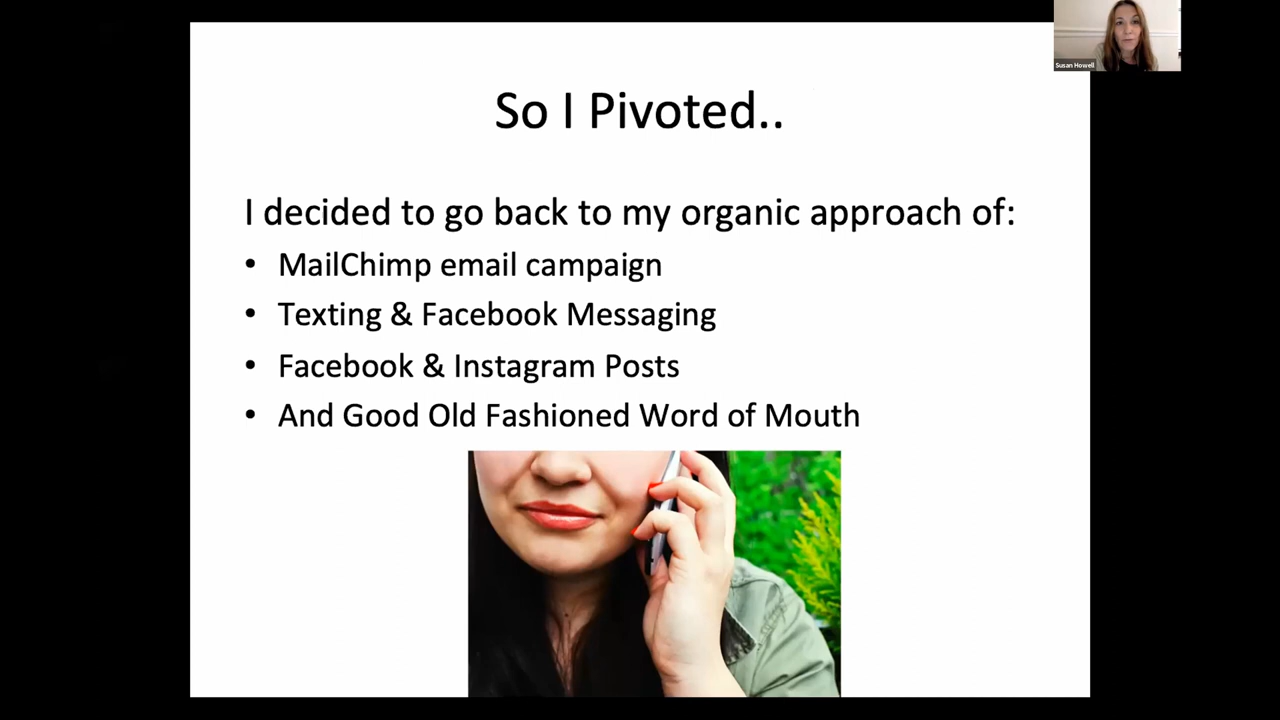 Susan Howell
So I Pivoted..
I decided to go back to my organic approach of:
• MailChimp email campaign
• Texting & Facebook Messaging
• Facebook & Instagram Posts
• And Good Old Fashioned Word of Mouth